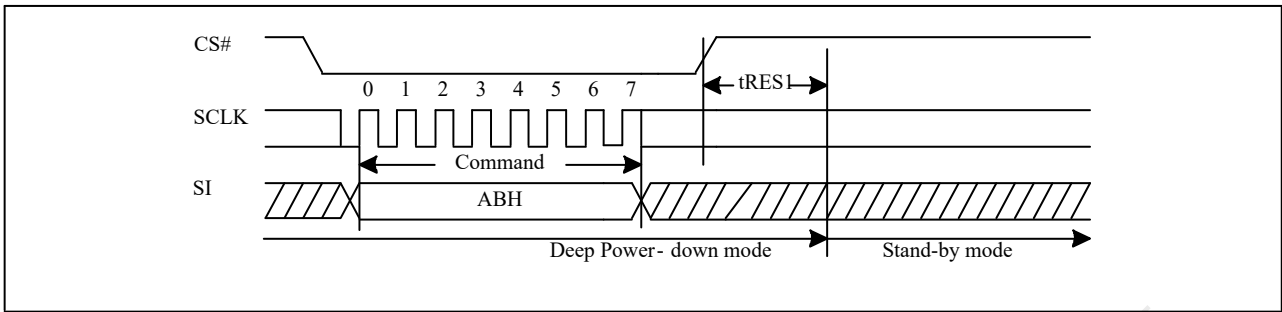 CS#
tRES1
0 1 2 3 4 5 6 7
SCLK
Command
SI
ABH
Deep Power- down mode
Stand-by mode